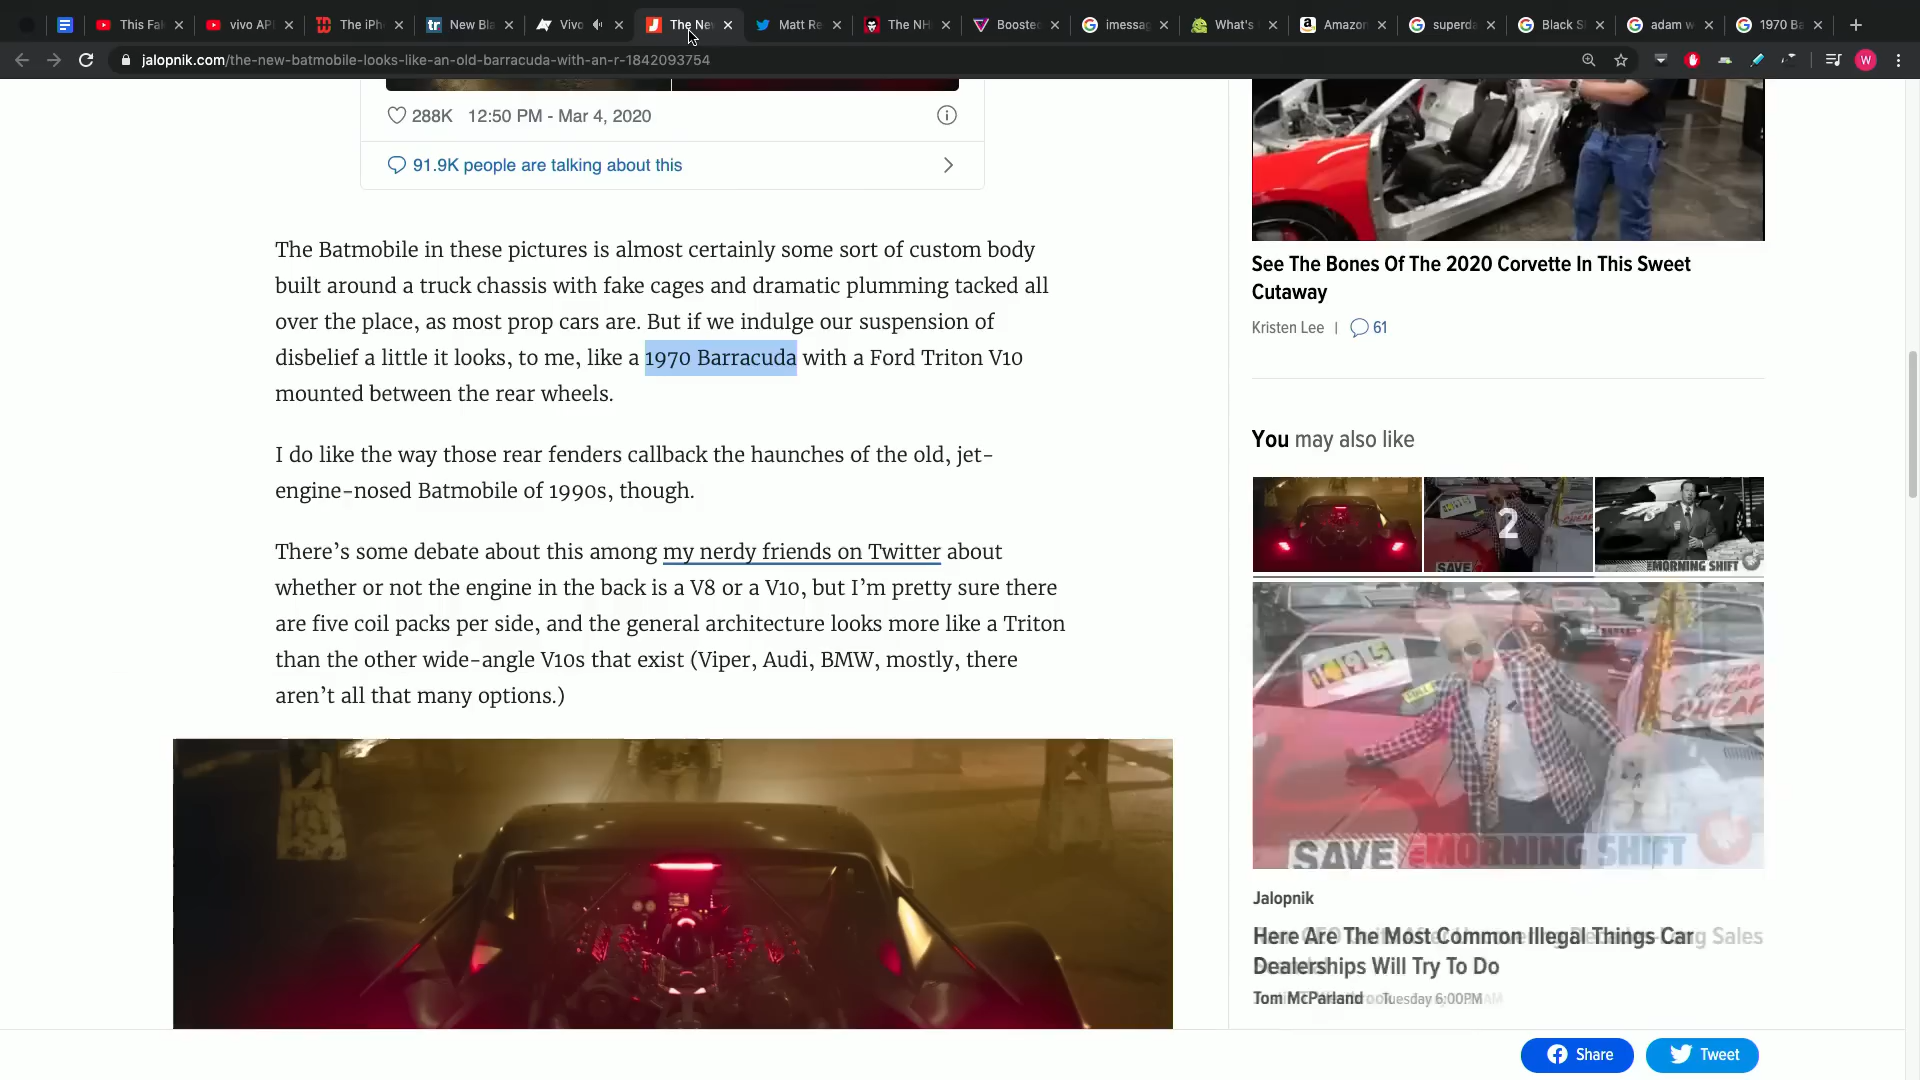 This Fa
vivo AP
The iPh
New Bla
Vivo
The Ne
Matt Re
The NH
Booste
imessag
What's
Amazon
superd
Black S
adam w
1970 Ba
jalopnik.com/the-new-batmobile-looks-like-an-old-barracuda-with-an-r-1842093754
W
288K 12:50 PM - Mar 4, 2020
91.9K people are talking about this
The Batmobile in these pictures is almost certainly some sort of custom body
built around a truck chassis with fake cages and dramatic plumming tacked all
over the place, as most prop cars are. But if we indulge our suspension of
disbelief a little it looks, to me, like a 1970 Barracuda with a Ford Triton V10
mounted between the rear wheels.
I do like the way those rear fenders callback the haunches of the old, jet-
engine-nosed Batmobile of 1990s, though.
There's some debate about this among my nerdy friends on Twitter about
whether or not the engine in the back is a V8 or a V10, but I'm pretty sure there
are five coil packs per side, and the general architecture looks more like a Triton
than the other wide-angle V10s that exist (Viper, Audi, BMW, mostly, there
aren't all that many options.)
See The Bones Of The 2020 Corvette In This Sweet
Cutaway
Kristen Lee | 61
You may also like
2
SAVE
MORNING SHIFT
SAVE
MORNING SHIFT
CHEAP
Jalopnik
Here Are The Most Common Illegal Things Car
Dealerships Will Try To Do
Tom McParland Tuesday 6:00PM
Share
Tweet